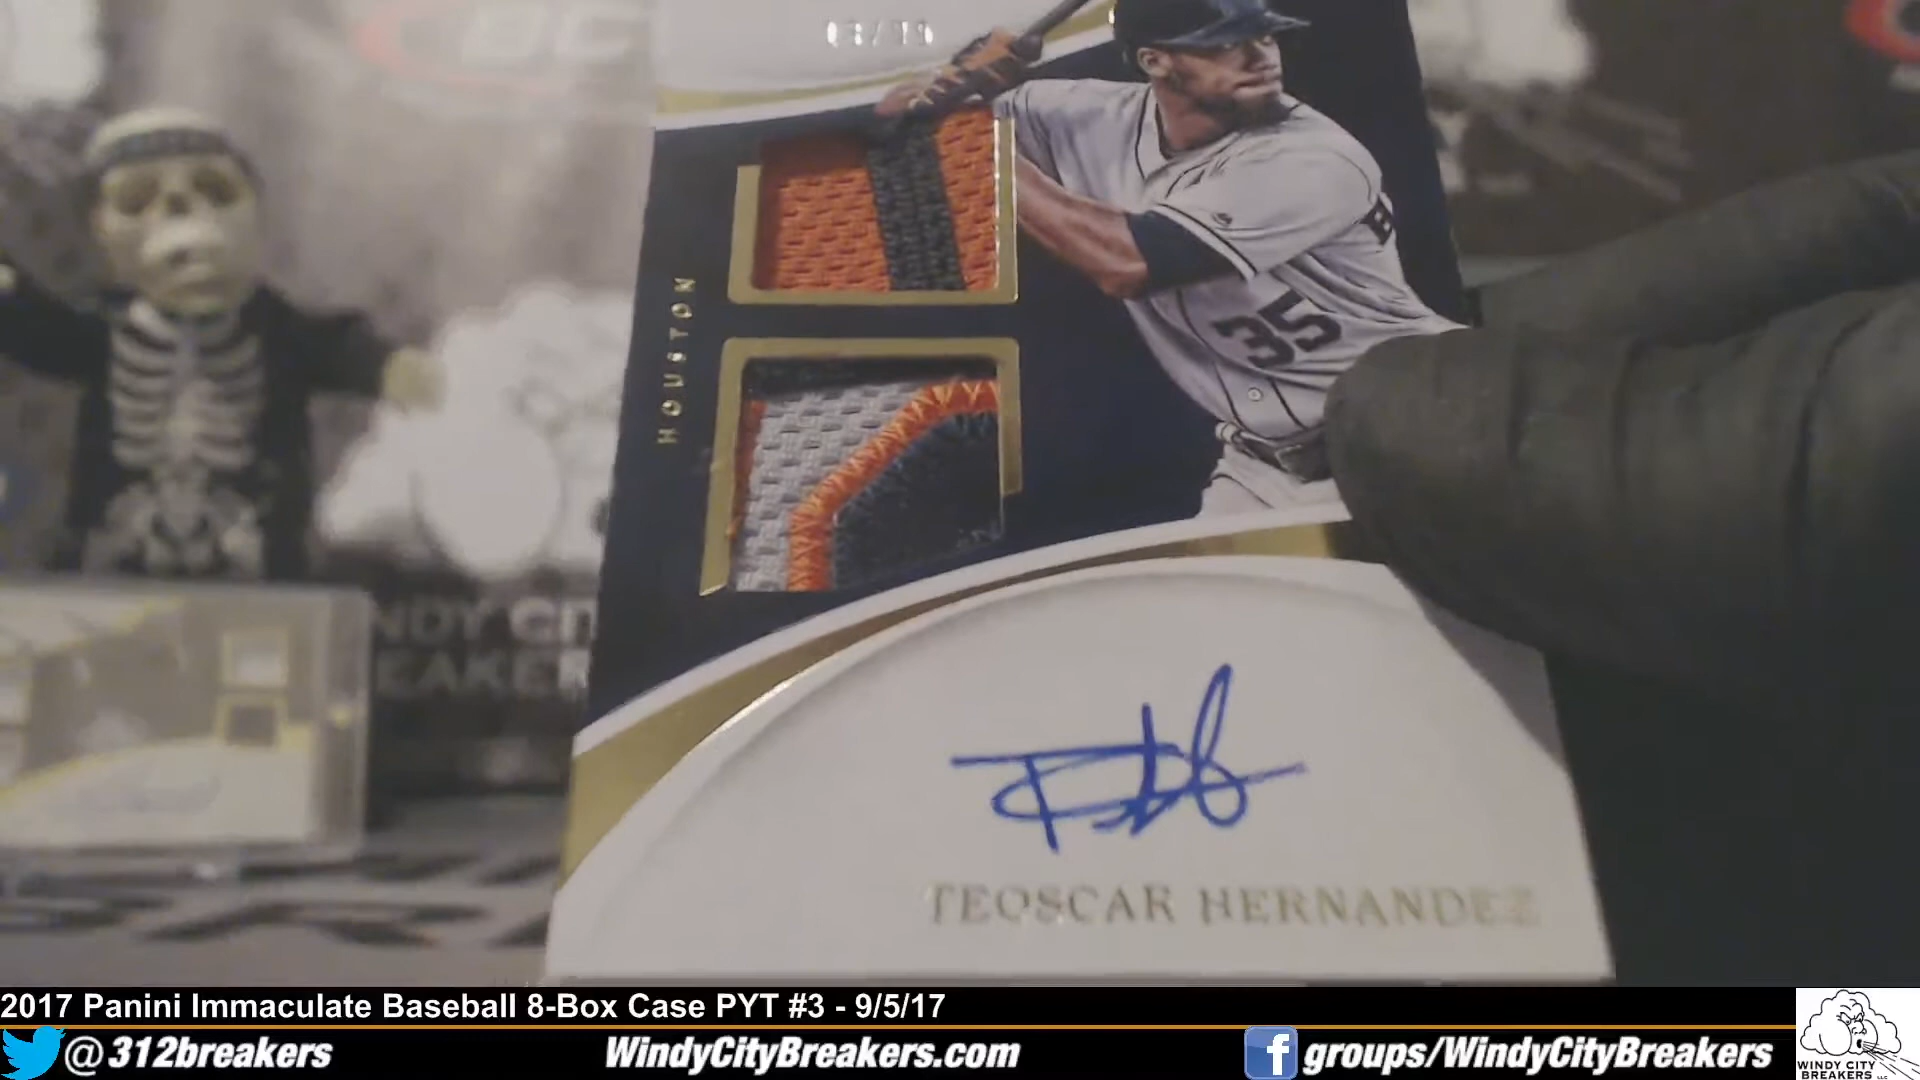 HOUSTON
35
TEOSCAR HERNANDEZ
2017 Panini Immaculate Baseball 8-Box Case PYT #3 - 9/5/17
@312breakers
WindyCityBreakers.com
f groups/WindyCityBreakers
WINDY CITY
BREAKERS LLC